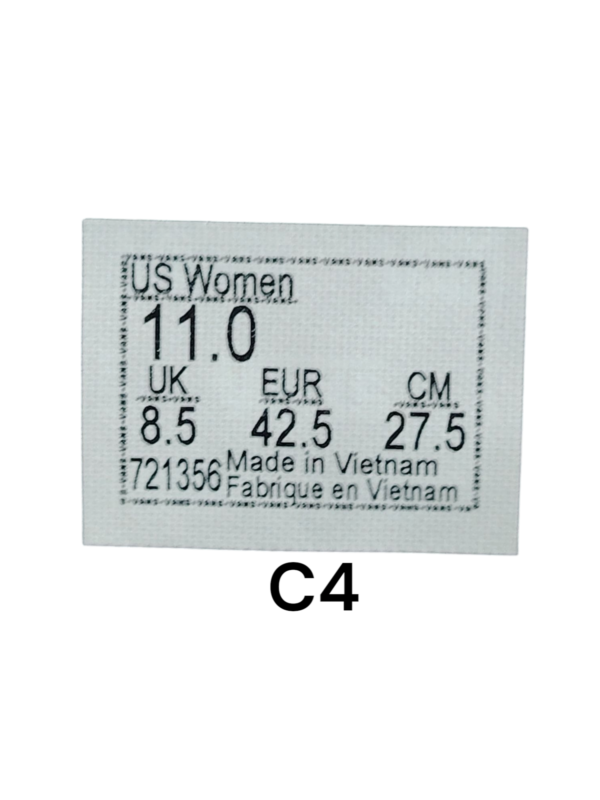 US Women
11.0
UK EUR CM
8.5 42.5 27.5
721356 Made in Vietnam
Fabrique en Vietnam
C4